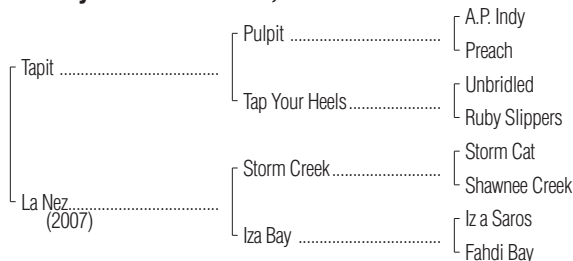 A.P. Indy
Pulpit
Preach
Tapit
Unbridled
Tap Your Heels
Ruby Slippers
Storm Cat
Storm Creek
Shawnee Creek
La Nez
(2007)
Iz a Saros
Iza Bay
Fahdi Bay